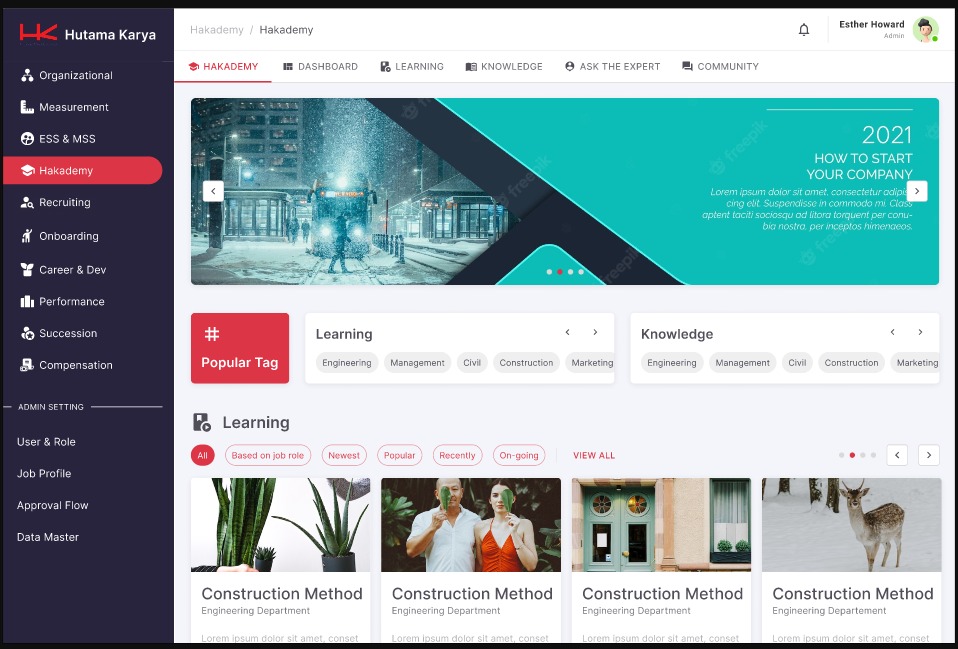 Hutama Karya
Organizational
Measurement
ESS & MSS
Hakademy
Recruiting
Onboarding
Career & Dev
Performance
Succession
Compensation
ADMIN SETTING
User & Role
Job Profile
Approval Flow
Data Master
Hakademy / Hakademy
Esther Howard
Admin
HAKADEMY DASHBOARD LEARNING KNOWLEDGE ASK THE EXPERT COMMUNITY
2021
HOW TO START
YOUR COMPANY
Lorem ipsum dolor sit amet, consectetur
cing elit. Suspendisse in commodo mi. Class
aptent taciti sociosqu ad litora torquent per conu-
bia nostra, per inceptos himenaeos.
freepik
freepik
freepik
# Popular Tag
Learning
Engineering Management Civil Construction Marketing
Knowledge
Engineering Management Civil Construction Marketing
Learning
All Based on job role Newest Popular Recently On-going VIEW ALL
Construction Method
Engineering Department
Lorem ipsum dolor sit amet, conset
Construction Method
Engineering Department
Lorem ipsum dolor sit amet, conset
Construction Method
Engineering Department
Lorem ipsum dolor sit amet, conset
Construction Method
Engineering Departement
Lorem ipsum dolor sit amet, conset